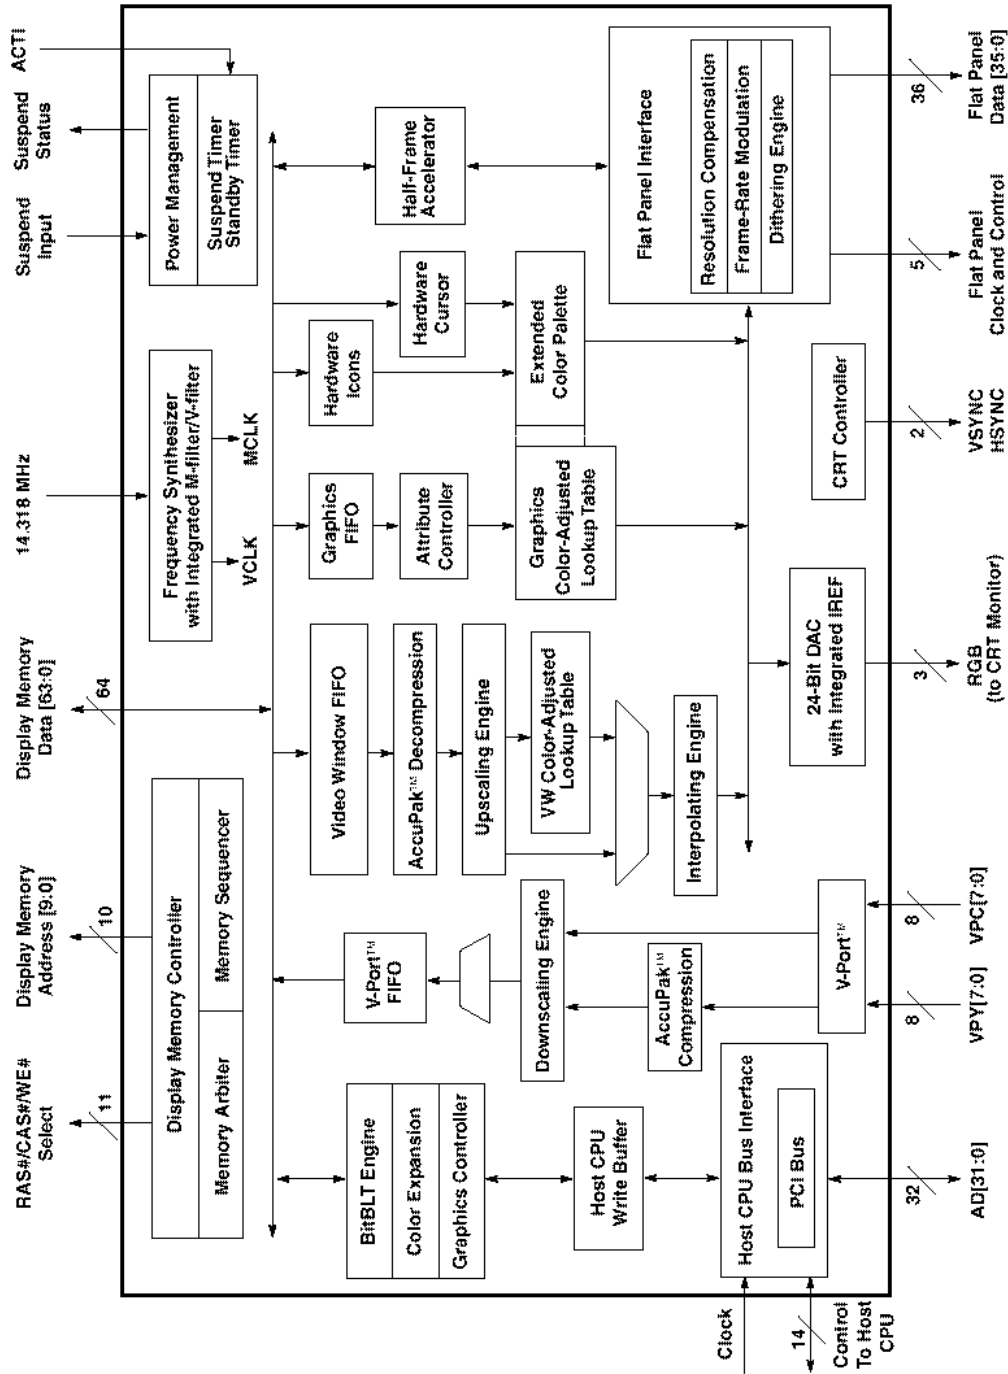 RAS#/CAS#/WE#
Select
Display Memory
Address [9:0]
Display Memory
Data [63:0]
14.318 MHz
Suspend
Input
Suspend
Status
ACTI
11
10
64
Display Memory Controller
Memory Arbiter
Memory Sequencer
Frequency Synthesizer
with Integrated M-filter/V-filter
VCLK
MCLK
Power Management
Suspend Timer
Standby Timer
BitBLT Engine
Color Expansion
Graphics Controller
V-Port™
FIFO
Video Window FIFO
AccuPak™ Decompression
Upscaling Engine
VW Color-Adjusted
Lookup Table
Graphics
FIFO
Attribute
Controller
Graphics
Color-Adjusted
Lookup Table
Hardware
Icons
Hardware
Cursor
Extended
Color Palette
Half-Frame
Accelerator
Host CPU
Write Buffer
Downscaling Engine
AccuPak™
Compression
Interpolating Engine
Flat Panel Interface
Resolution Compensation
Frame-Rate Modulation
Dithering Engine
Host CPU Bus Interface
PCI Bus
V-Port™
24-Bit DAC
with Integrated IREF
CRT Controller
Clock
14
Control
To Host
CPU
32
8
8
3
2
5
36
AD[31:0]
VPY[7:0]
VPC[7:0]
RGB
(to CRT Monitor)
VSYNC
HSYNC
Flat Panel
Clock and Control
Flat Panel
Data [35:0]